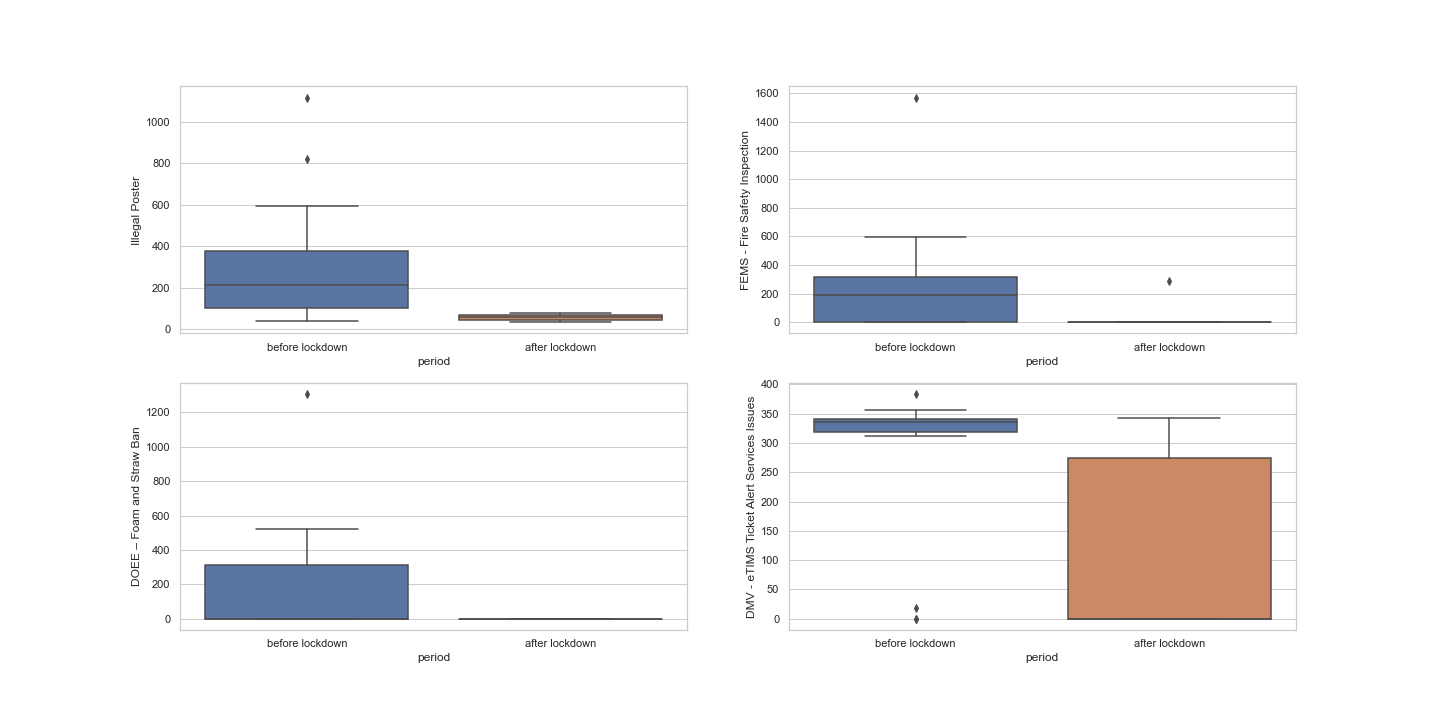 Illegal Poster
1000
800
600
400
200
0
before lockdown
after lockdown
period
FEMS - Fire Safety Inspection
1600
1400
1200
1000
800
600
400
200
0
before lockdown
after lockdown
period
DOEE – Foam and Straw Ban
1200
1000
800
600
400
200
0
before lockdown
after lockdown
period
DMV - eTIMS Ticket Alert Services Issues
400
350
300
250
200
150
100
50
0
before lockdown
after lockdown
period